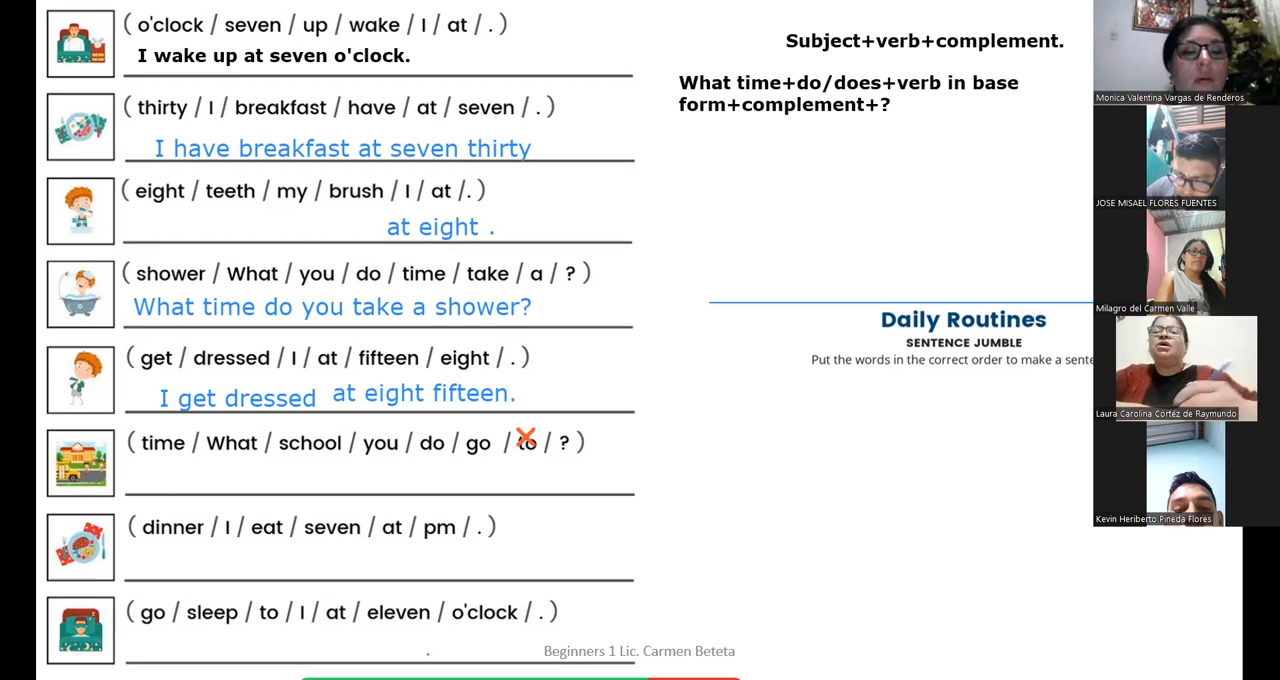 ( o'clock / seven / up / wake / I / at / . )
I wake up at seven o'clock.
( thirty / I / breakfast / have / at / seven / . )
I have breakfast at seven thirty
( eight / teeth / my / brush / I / at /. )
at eight .
( shower / What / you / do / time / take / a / ? )
What time do you take a shower?
( get / dressed / I / at / fifteen / eight / . )
I get dressed at eight fifteen.
( time / What / school / you / do / go / to / ? )
( dinner / I / eat / seven / at / pm / . )
( go / sleep / to / I / at / eleven / o'clock / . )
.
Beginners 1 Lic. Carmen Beteta
Subject+verb+complement.
What time+do/does+verb in base
form+complement+?
Daily Routines
SENTENCE JUMBLE
Put the words in the correct order to make a sente
Monica Valentina Vargas de Renderos
JOSE MISAEL FLORES FUENTES
Milagro del Carmen Valle
Laura Carolina Cortéz de Raymundo
Kevin Heriberto Pineda Flores